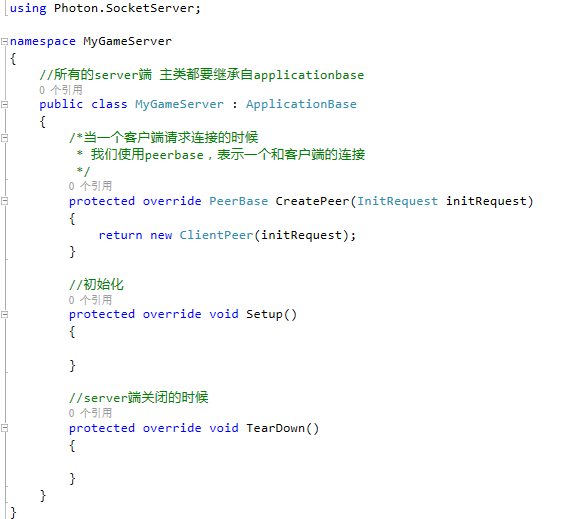 using Photon.SocketServer;
namespace MyGameServer
{
//所有的server端 主类都要继承自applicationbase
0 个引用
public class MyGameServer : ApplicationBase
{
/*当一个客户端请求连接的时候
* 我们使用peerbase，表示一个和客户端的连接
*/
0 个引用
protected override PeerBase CreatePeer(InitRequest initRequest)
{
return new ClientPeer(initRequest);
}
//初始化
0 个引用
protected override void Setup()
{
}
//server端关闭的时候
0 个引用
protected override void TearDown()
{
}
}
}